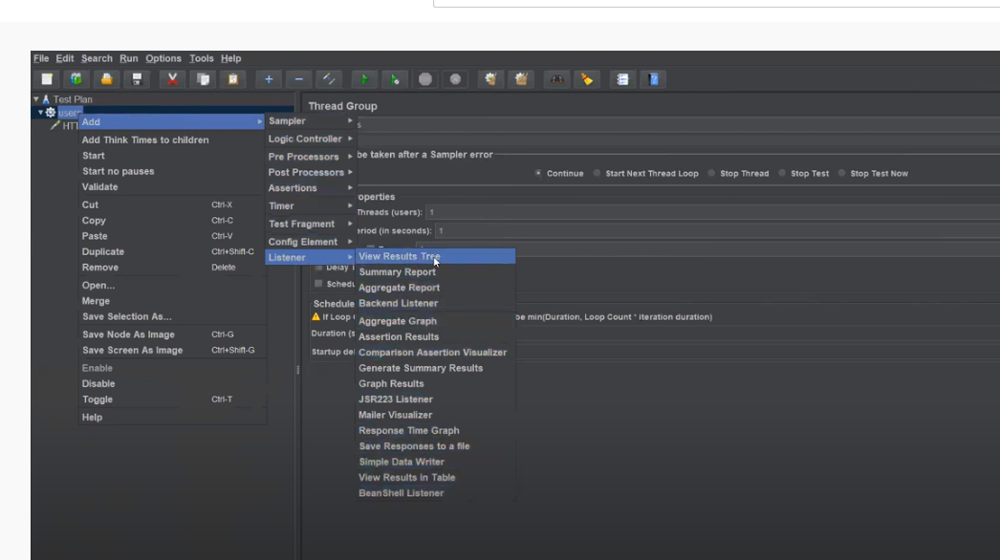 File Edit Search Run Options Tools Help
Test Plan
users
HTT
Thread Group
s
be taken after a Sampler error
Continue Start Next Thread Loop Stop Thread Stop Test Stop Test Now
operties
Threads (users): 1
eriod (in seconds): 1
Delay T
Schedu
Schedule
If Loop be min(Duration, Loop Count * iteration duration)
Duration (s
Startup del
Add
Add Think Times to children
Start
Start no pauses
Validate
Cut Ctrl-X
Copy Ctrl-C
Paste Ctrl-V
Duplicate Ctrl+Shift-C
Remove Delete
Open...
Merge
Save Selection As...
Save Node As Image Ctrl-G
Save Screen As Image Ctrl+Shift-G
Enable
Disable
Toggle Ctrl-T
Help
Sampler
Logic Controller
Pre Processors
Post Processors
Assertions
Timer
Test Fragment
Config Element
Listener
View Results Tree
Summary Report
Aggregate Report
Backend Listener
Aggregate Graph
Assertion Results
Comparison Assertion Visualizer
Generate Summary Results
Graph Results
JSR223 Listener
Mailer Visualizer
Response Time Graph
Save Responses to a file
Simple Data Writer
View Results in Table
BeanShell Listener